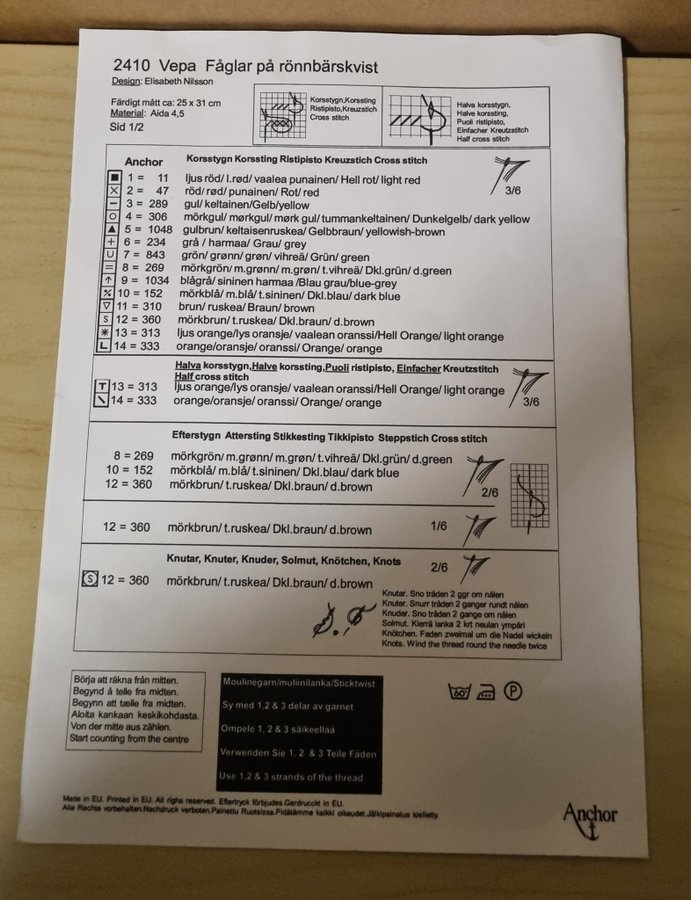 2410 Vepa Fåglar på rönnbärskvist
Design: Elisabeth Nilsson
Färdigt mått ca: 25 x 31 cm
Material: Aida 4,5
Sid 1/2
Korsstygn,Korssting
Ristipisto,Kreuzstich
Cross stitch
Halva korsstygn,
Halve korssting,
Puoli ristipisto,
Einfacher Kreutzstich
Half cross stitch
Anchor Korsstygn Korssting Ristipisto Kreuzstich Cross stitch
1 = 11 ljus röd/ l.rød/ vaalea punainen/ Hell rot/ light red
3/6
2 = 47 röd/ rød/ punainen/ Rot/ red
3 = 289 gul/ keltainen/Gelb/yellow
4 = 306 mörkgul/ mørkgul/ mørk gul/ tummankeltainen/ Dunkelgelb/ dark yellow
5 = 1048 gulbrun/ keltaisenruskea/ Gelbbraun/ yellowish-brown
6 = 234 grå / harmaa/ Grau/ grey
7 = 843 grön/ grønn/ grøn/ vihreä/ Grün/ green
8 = 269 mörkgrön/ m.grønn/ m.grøn/ t.vihreä/ Dkl.grün/ d.green
9 = 1034 blågrå/ sininen harmaa /Blau grau/blue-grey
10 = 152 mörkblå/ m.blå/ t.sininen/ Dkl.blau/ dark blue
11 = 310 brun/ ruskea/ Braun/ brown
S 12 = 360 mörkbrun/ t.ruskea/ Dkl.braun/ d.brown
13 = 313 ljus orange/lys oransje/ vaalean oranssi/Hell Orange/ light orange
L 14 = 333 orange/oransje/ oranssi/ Orange/ orange
Halva korsstygn,Halve korssting,Puoli ristipisto, Einfacher Kreutzstich
Half cross stitch
T 13 = 313 ljus orange/lys oransje/ vaalean oranssi/Hell Orange/ light orange
\ 14 = 333 orange/oransje/ oranssi/ Orange/ orange
3/6
Efterstygn Attersting Stikkesting Tikkipisto Steppstich Cross stitch
8 = 269 mörkgrön/ m.grønn/ m.grøn/ t.vihreä/ Dkl.grün/ d.green
10 = 152 mörkblå/ m.blå/ t.sininen/ Dkl.blau/ dark blue
12 = 360 mörkbrun/ t.ruskea/ Dkl.braun/ d.brown
2/6
12 = 360 mörkbrun/ t.ruskea/ Dkl.braun/ d.brown 1/6
Knutar, Knuter, Knuder, Solmut, Knötchen, Knots 2/6
S 12 = 360 mörkbrun/ t.ruskea/ Dkl.braun/ d.brown
Knutar. Sno tråden 2 ggr om nålen
Knuter. Snurr tråden 2 ganger rundt nålen
Knuder. Sno tråden 2 gange om nålen
Solmut. Kierrä lanka 2 krt neulan ympäri
Knötchen. Faden zweimal um die Nadel wickeln
Knots. Wind the thread round the needle twice
Börja att räkna från mitten.
Begynd å telle fra midten.
Begynn att tælle fra midten.
Aloita kankaan keskikohdasta.
Von der mitte aus zählen.
Start counting from the centre
Moulinegarn/muliinilanka/Sticktwist
Sy med 1,2 & 3 delar av garnet
Ompele 1, 2 & 3 säikeellää
Verwenden Sie 1, 2 & 3 Teile Fäden
Use 1,2 & 3 strands of the thread
60 P
Made in EU. Printed in EU. All righs reserved. Eftertryck förbjudes.Gerdrucckt in EU.
Alle Rechte vorbehalten.Nachdruck verboten.Painettu Ruotsissa.Pidätämme kaikki oikeudet.Jälkipainatus kielletty.
Anchor